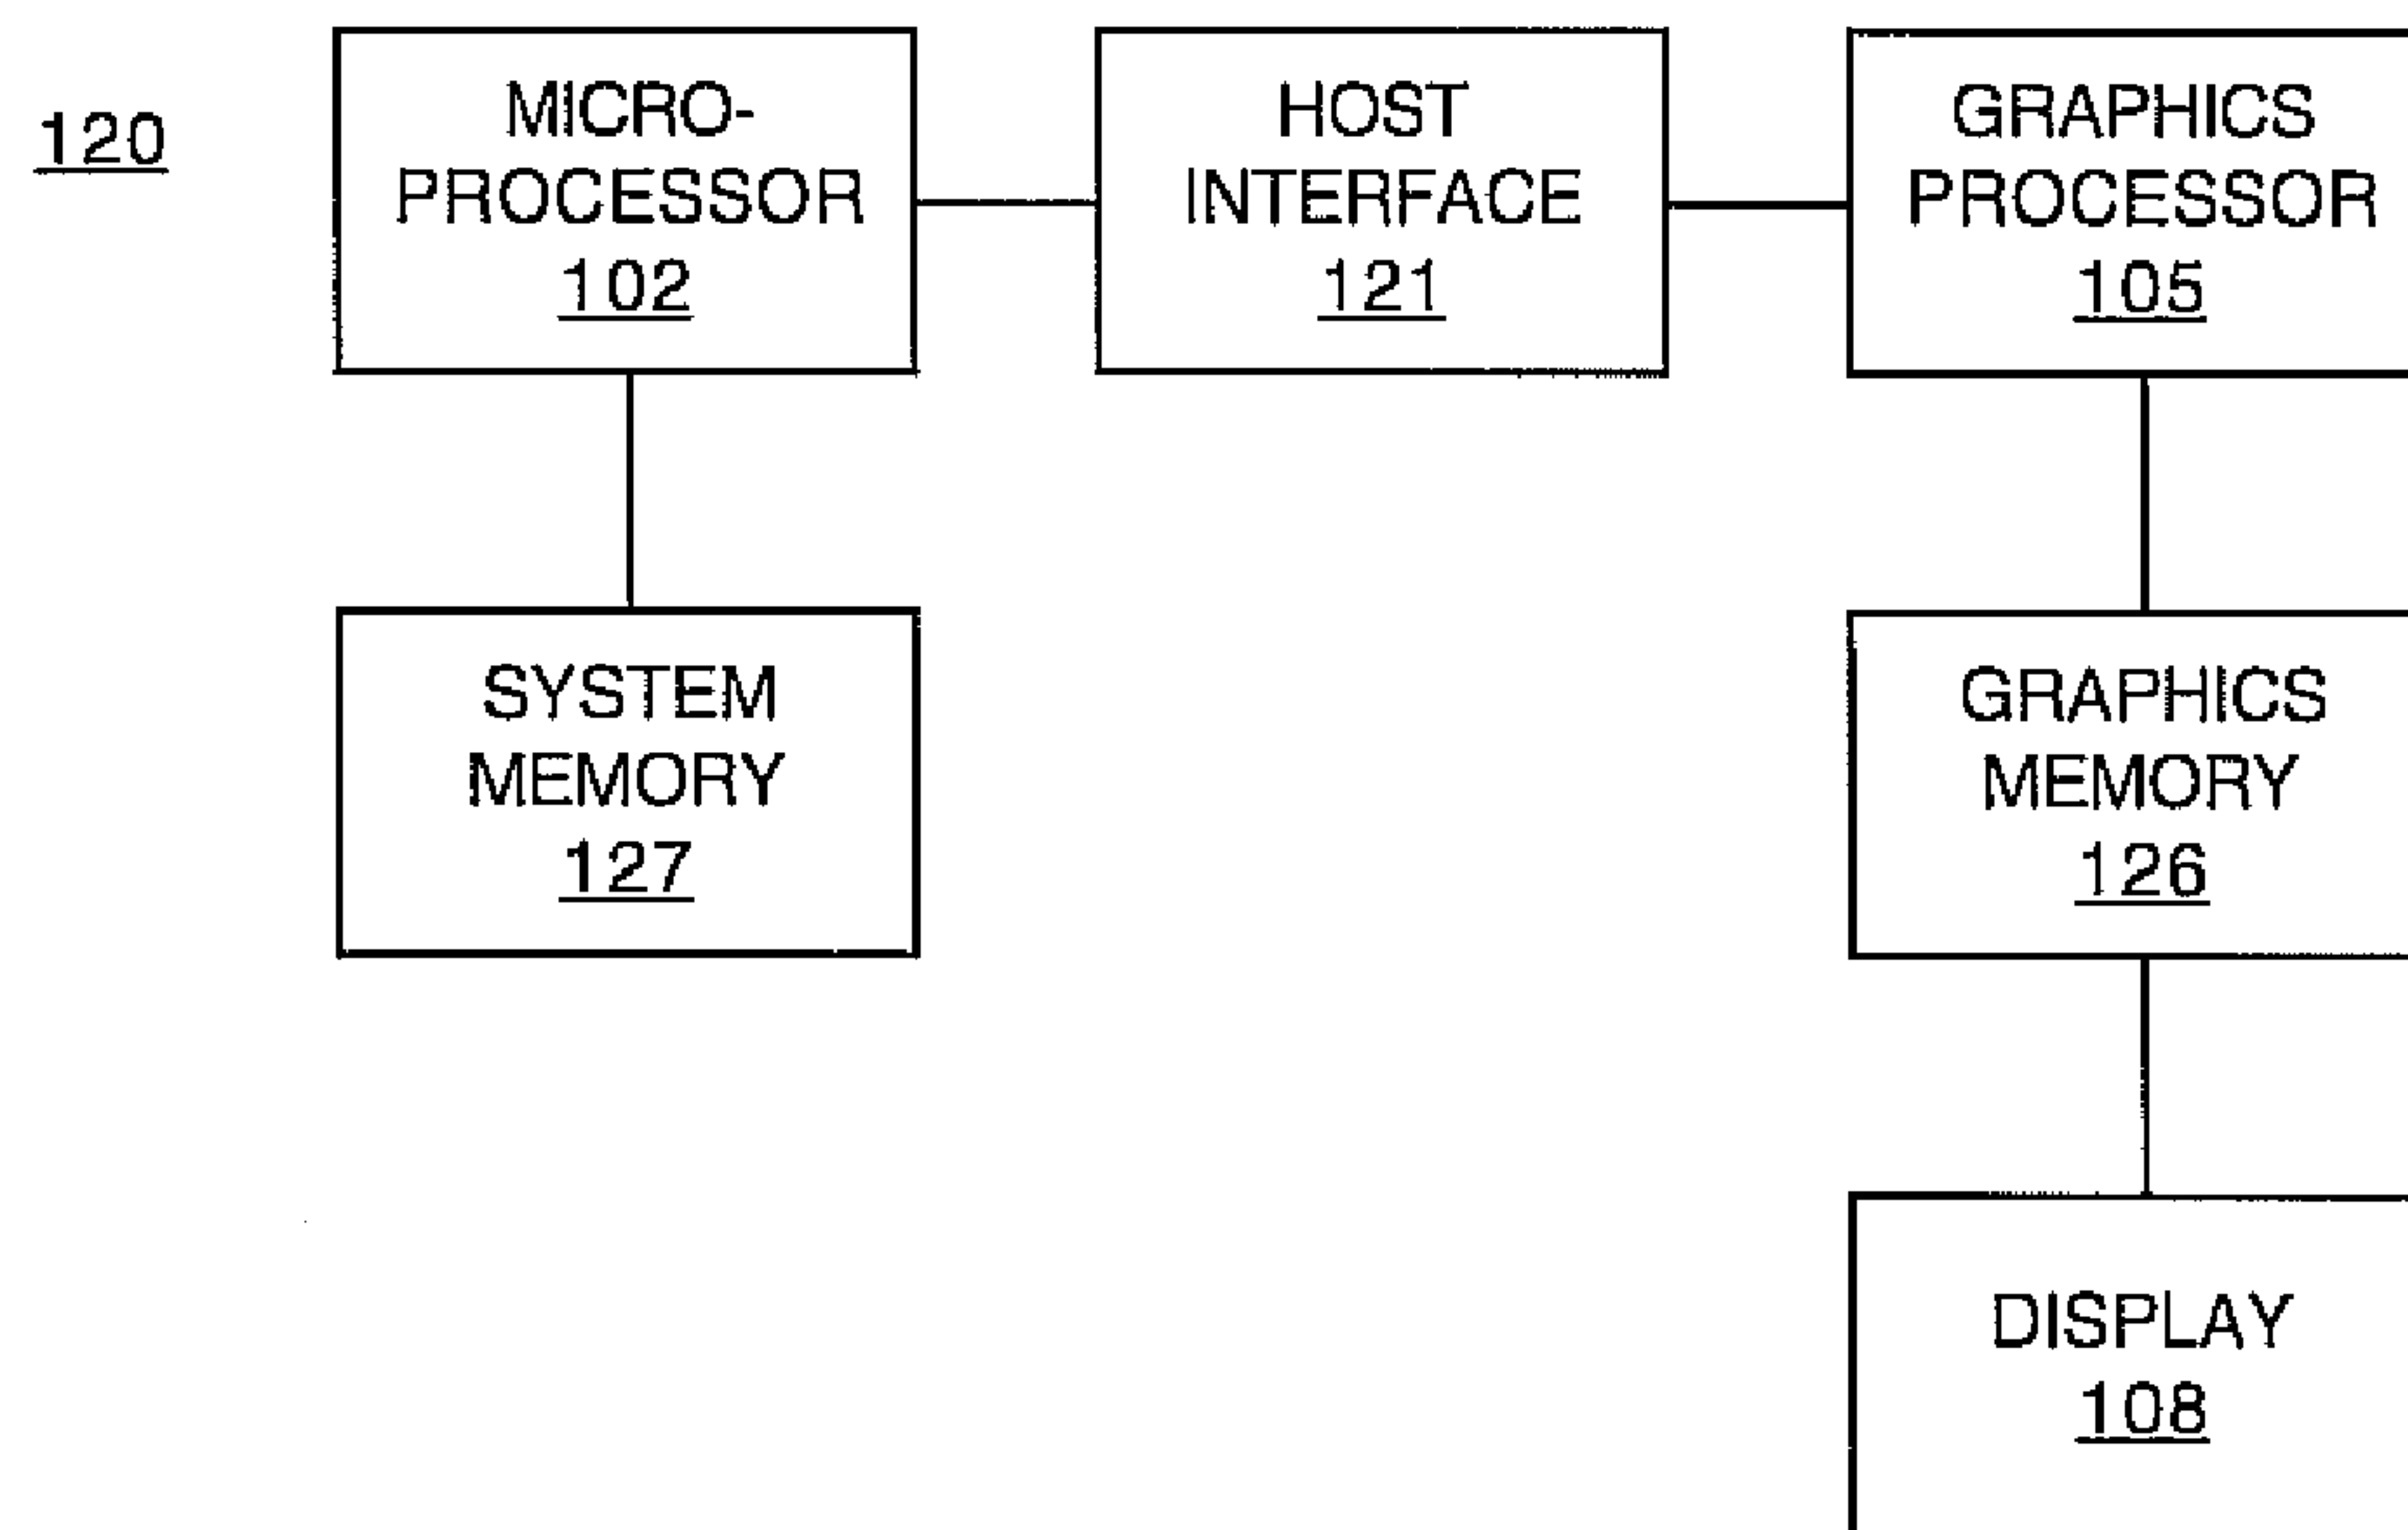 120
MICRO-
PROCESSOR
102
HOST
INTERFACE
121
GRAPHICS
PROCESSOR
105
SYSTEM
MEMORY
127
GRAPHICS
MEMORY
126
DISPLAY
108